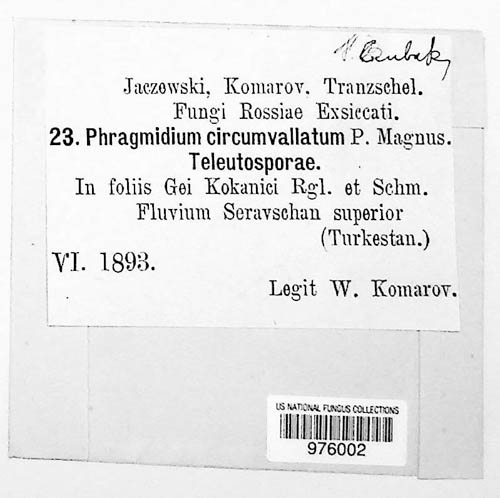 Jaczewski, Komarov, Tranzschel.
Fungi Rossiae Exsiccati.
23. Phragmidium circumvallatum P. Magnus.
Teleutosporae.
In foliis Gei Kokanici Rgl. et Schm.
Fluvium Seravschan superior
(Turkestan.)
VI. 1893.
Legit W. Komarov.
US NATIONAL FUNGUS COLLECTIONS
976002